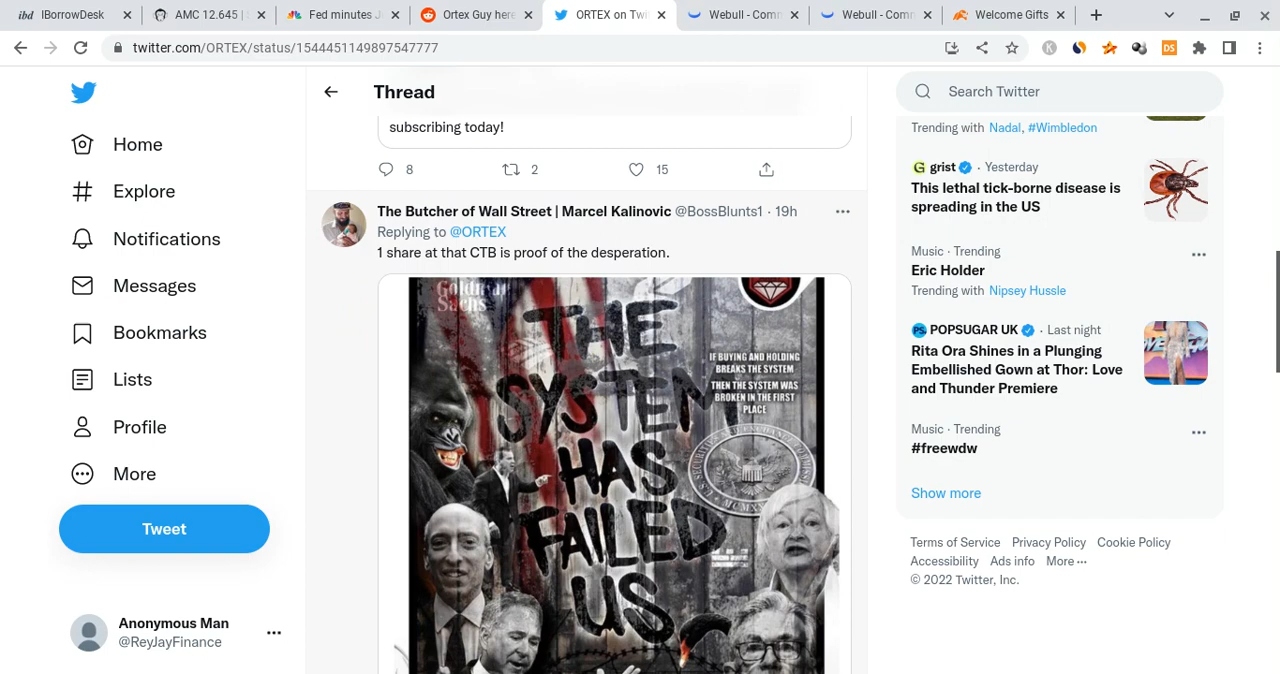 IBorrowDesk
AMC 12.645 |
Fed minutes J
Ortex Guy here
ORTEX on Twi
Webull - Comm
Webull - Comm
Welcome Gifts
twitter.com/ORTEX/status/1544451149897547777
Home
Explore
Notifications
Messages
Bookmarks
Lists
Profile
More
Tweet
Anonymous Man
@ReyJayFinance
Thread
subscribing today!
8 2 15
The Butcher of Wall Street | Marcel Kalinovic @BossBlunts1 · 19h
Replying to @ORTEX
1 share at that CTB is proof of the desperation.
Goldman
Sachs
THE
SYSTEM
HAS
FAILED
US
IF BUYING AND HOLDING
BREAKS THE SYSTEM
THEN THE SYSTEM WAS
BROKEN IN THE FIRST
PLACE
Search Twitter
Trending with Nadal, #Wimbledon
grist · Yesterday
This lethal tick-borne disease is
spreading in the US
Music · Trending
Eric Holder
Trending with Nipsey Hussle
POPSUGAR UK · Last night
Rita Ora Shines in a Plunging
Embellished Gown at Thor: Love
and Thunder Premiere
Music · Trending
#freewdw
Show more
Terms of Service Privacy Policy Cookie Policy
Accessibility Ads info More ···
© 2022 Twitter, Inc.